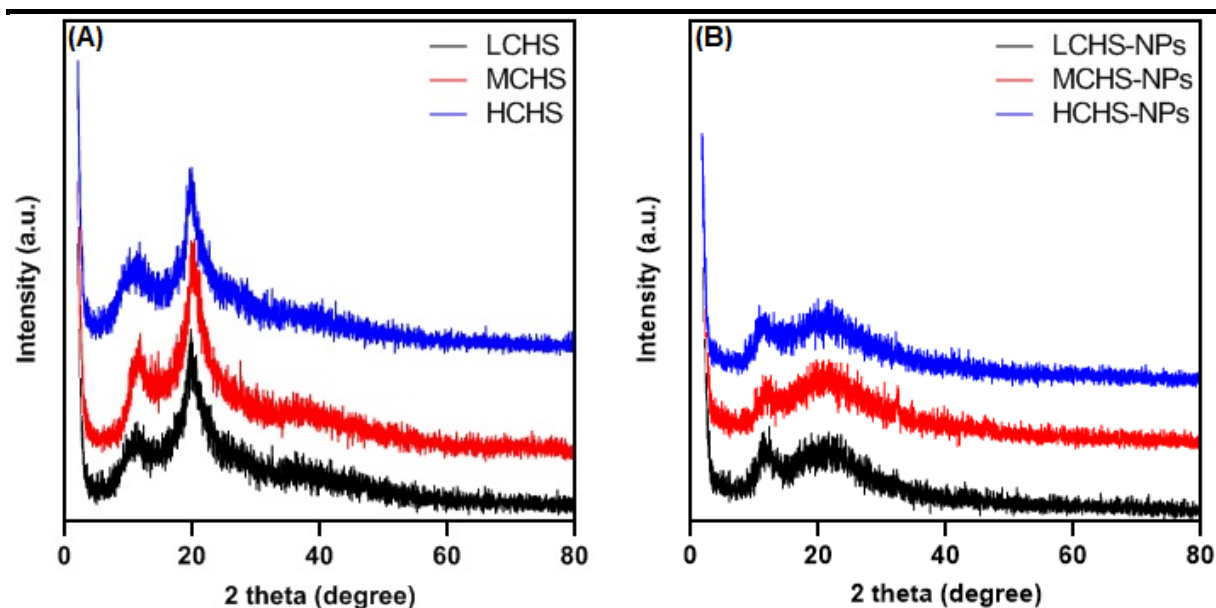 (A)
LCHS
MCHS
HCHS
Intensity (a.u.)
0 20 40 60 80
2 theta (degree)
(B)
LCHS-NPs
MCHS-NPs
HCHS-NPs
Intensity (a.u.)
0 20 40 60 80
2 theta (degree)